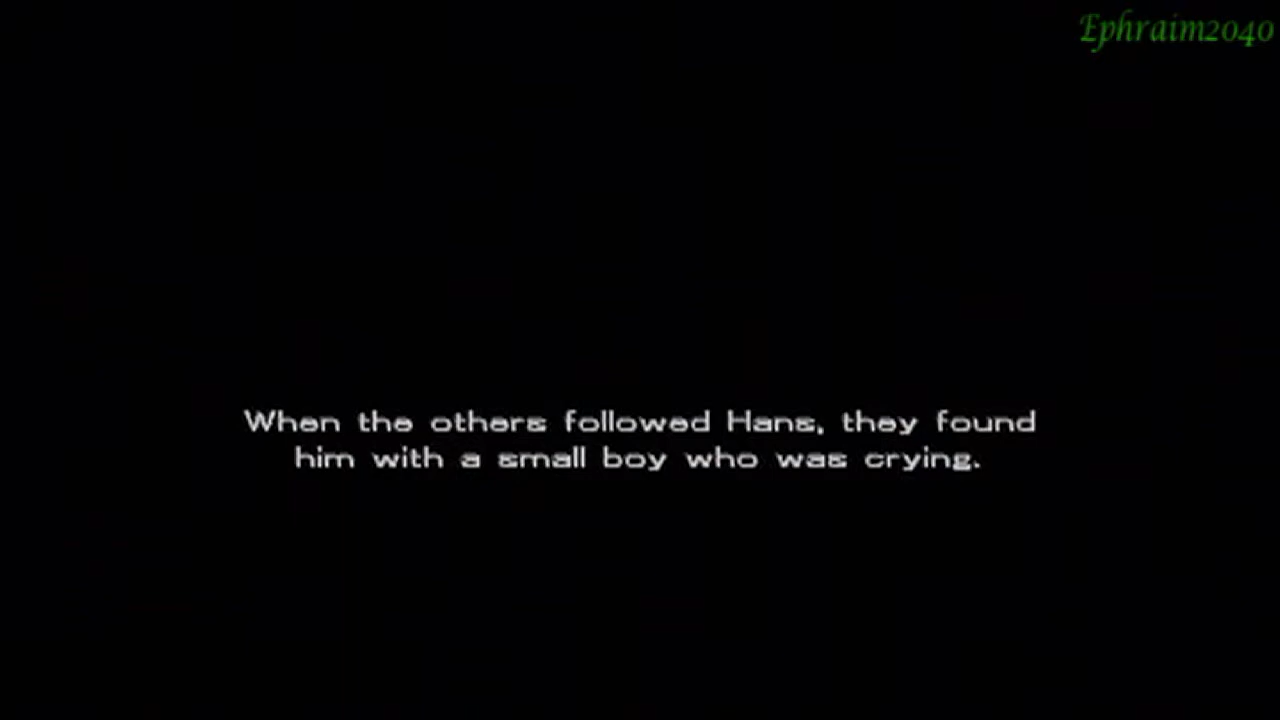 Ephraim2040
When the others followed Hans, they found
him with a small boy who was crying.